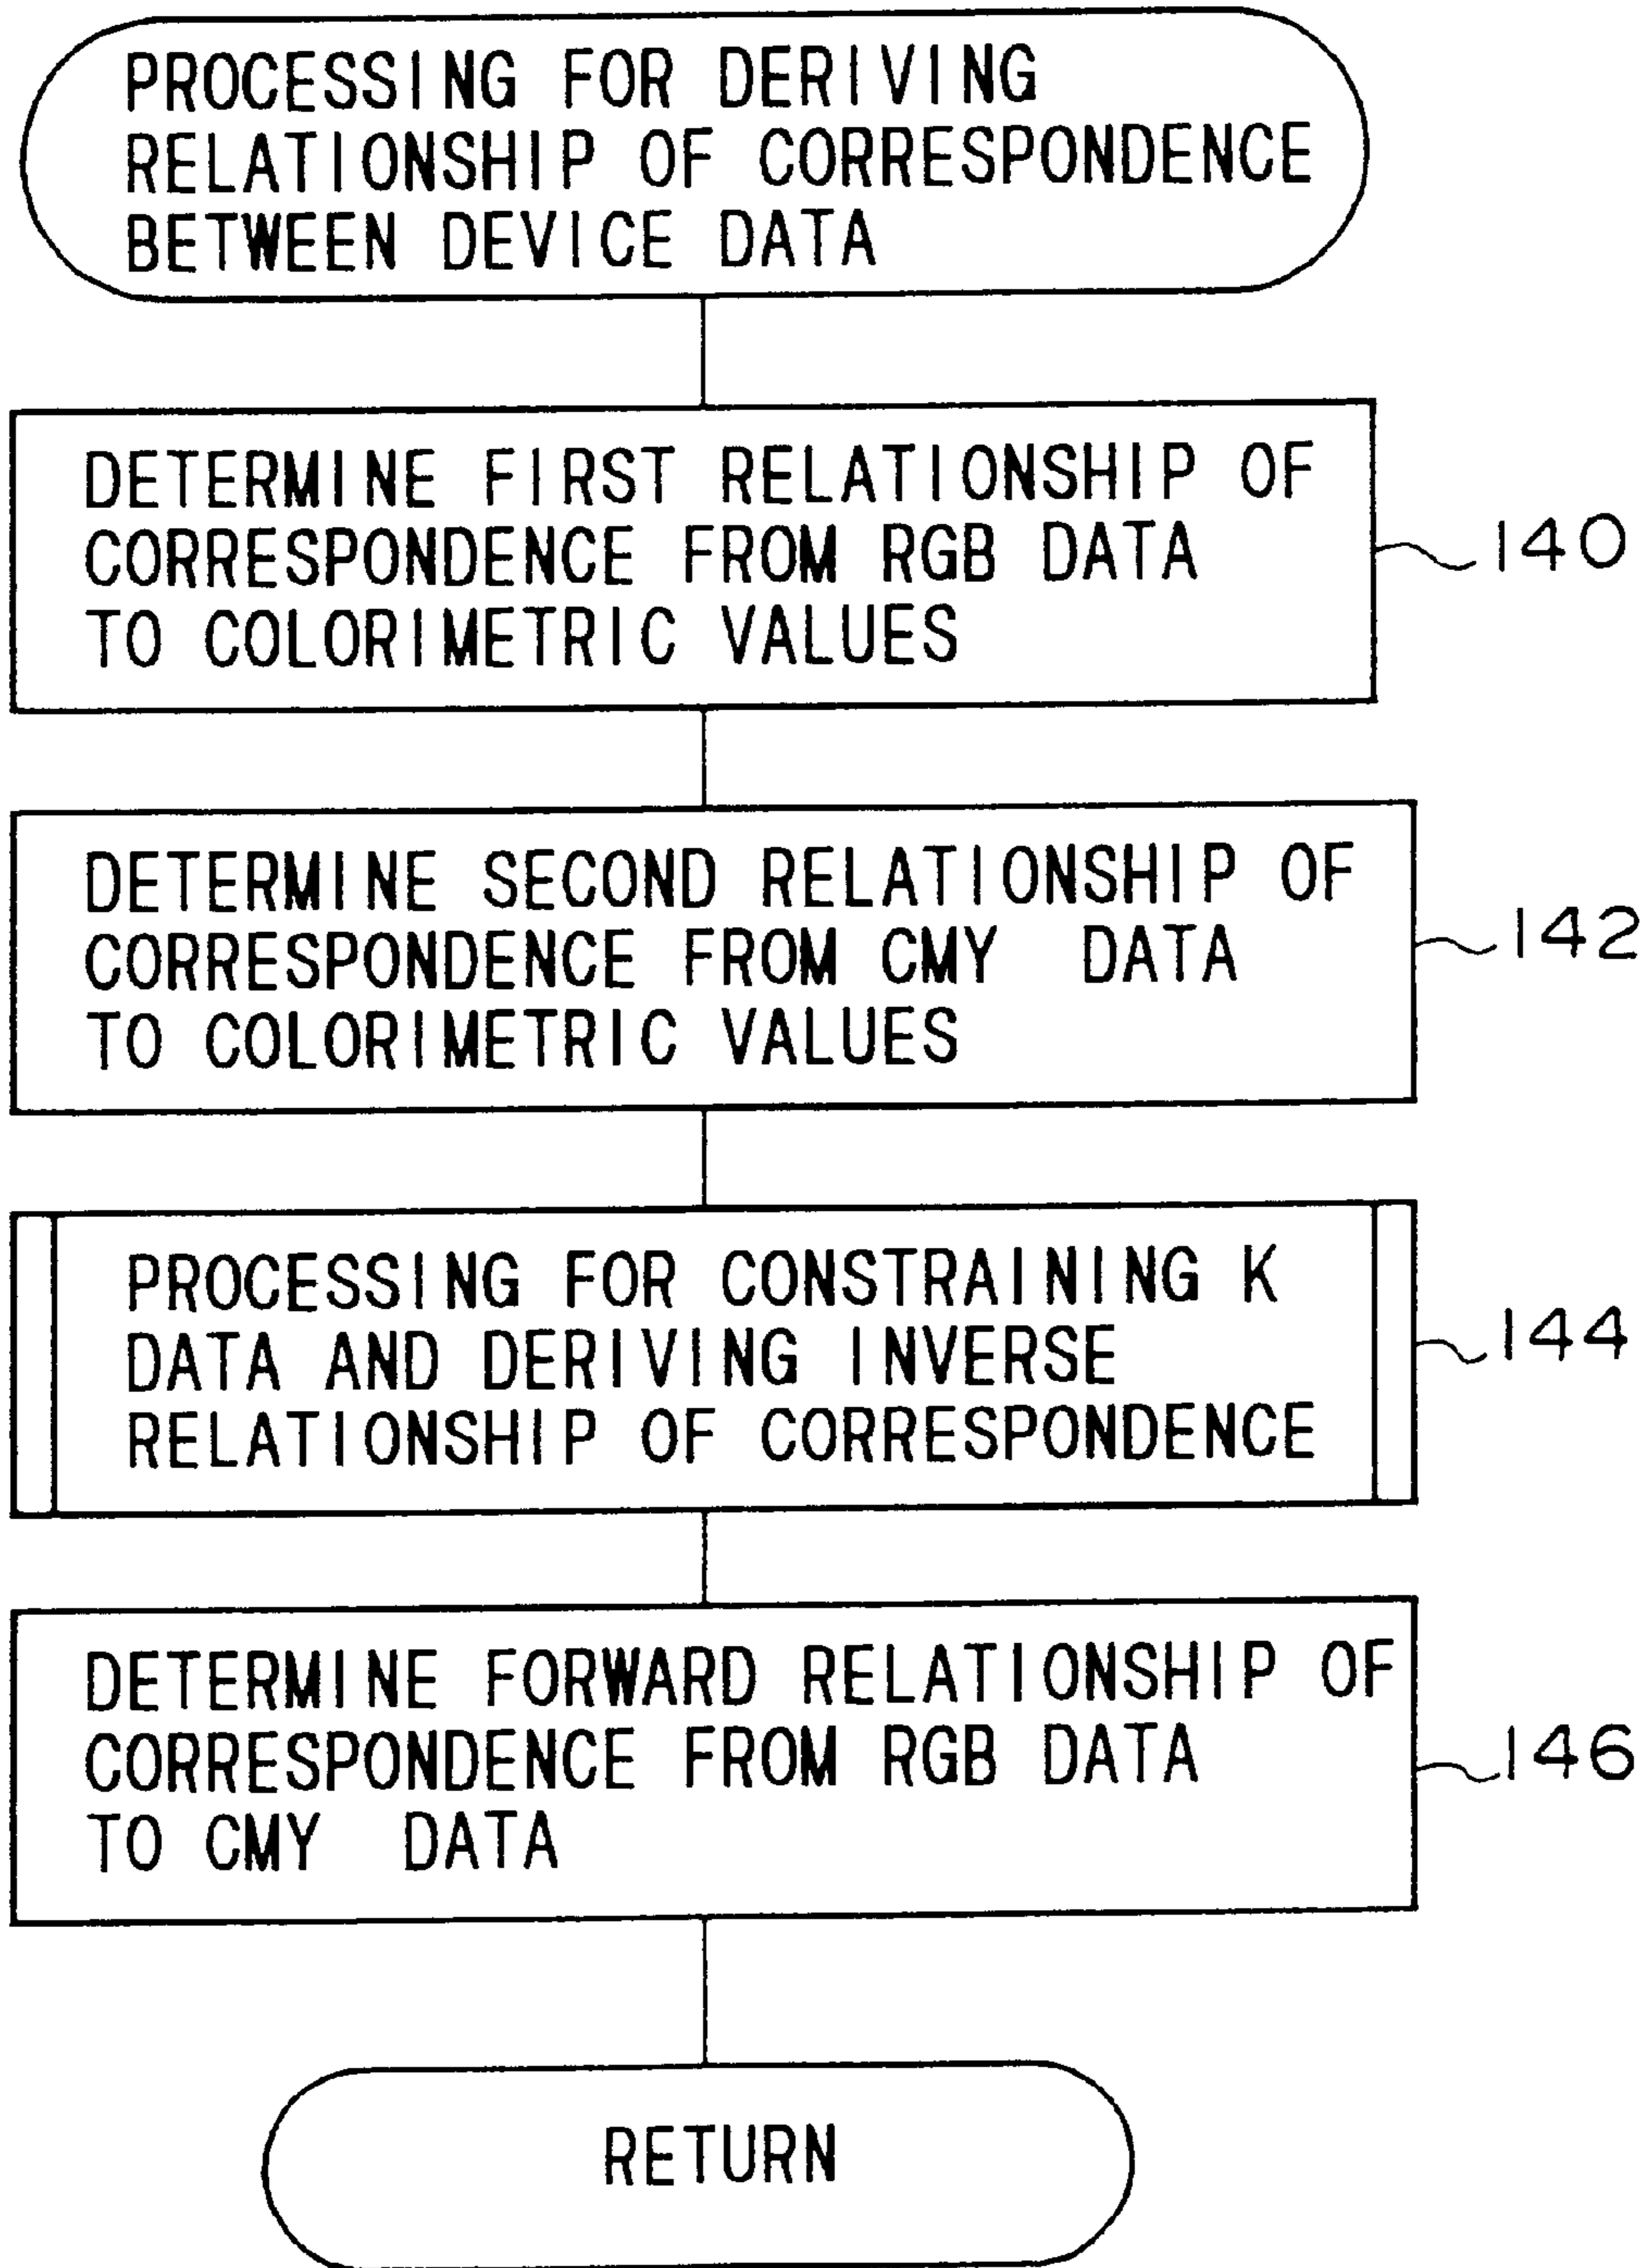 PROCESSING FOR DERIVING
RELATIONSHIP OF CORRESPONDENCE
BETWEEN DEVICE DATA
DETERMINE FIRST RELATIONSHIP OF
CORRESPONDENCE FROM RGB DATA
TO COLORIMETRIC VALUES
140
DETERMINE SECOND RELATIONSHIP OF
CORRESPONDENCE FROM CMY DATA
TO COLORIMETRIC VALUES
142
PROCESSING FOR CONSTRAINING K
DATA AND DERIVING INVERSE
RELATIONSHIP OF CORRESPONDENCE
144
DETERMINE FORWARD RELATIONSHIP OF
CORRESPONDENCE FROM RGB DATA
TO CMY DATA
146
RETURN